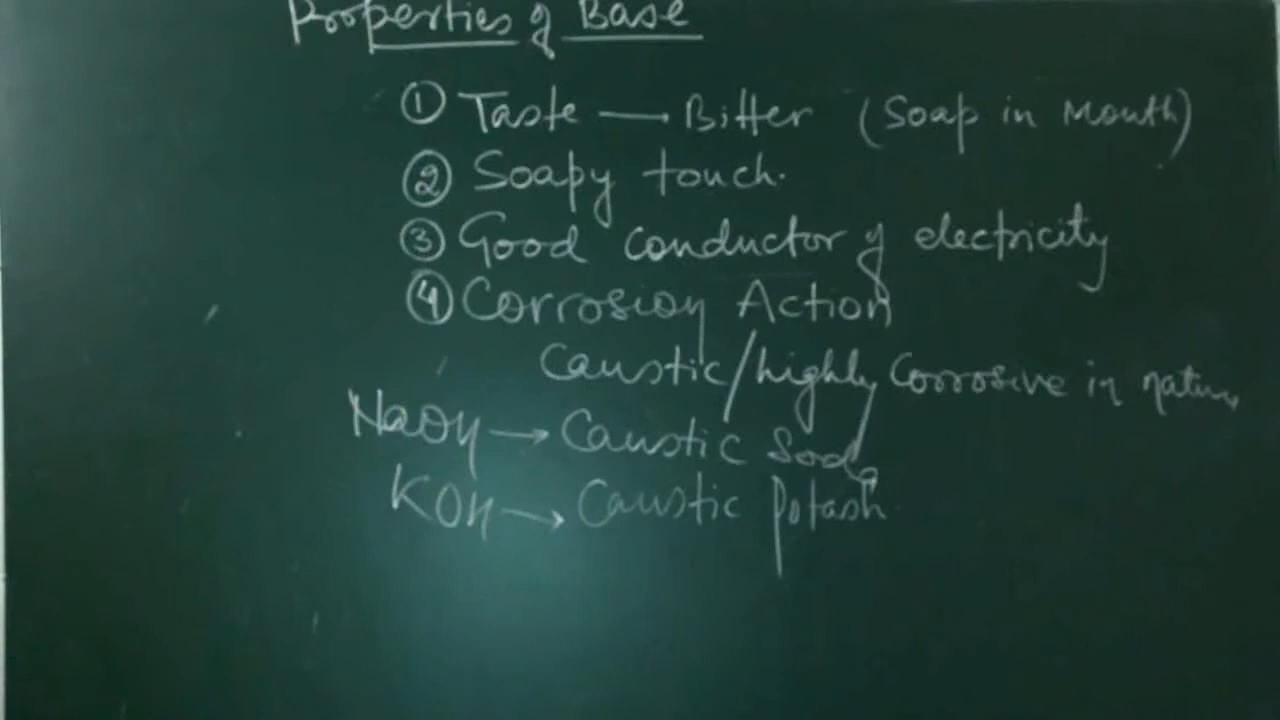 Properties of Base
① Taste — Bitter (Soap in Mouth)
② Soapy touch.
③ Good conductor of electricity
④ Corrosion Action
Caustic/highly Corrosive in nature
NaOH → Caustic Soda
KOH → Caustic Potash